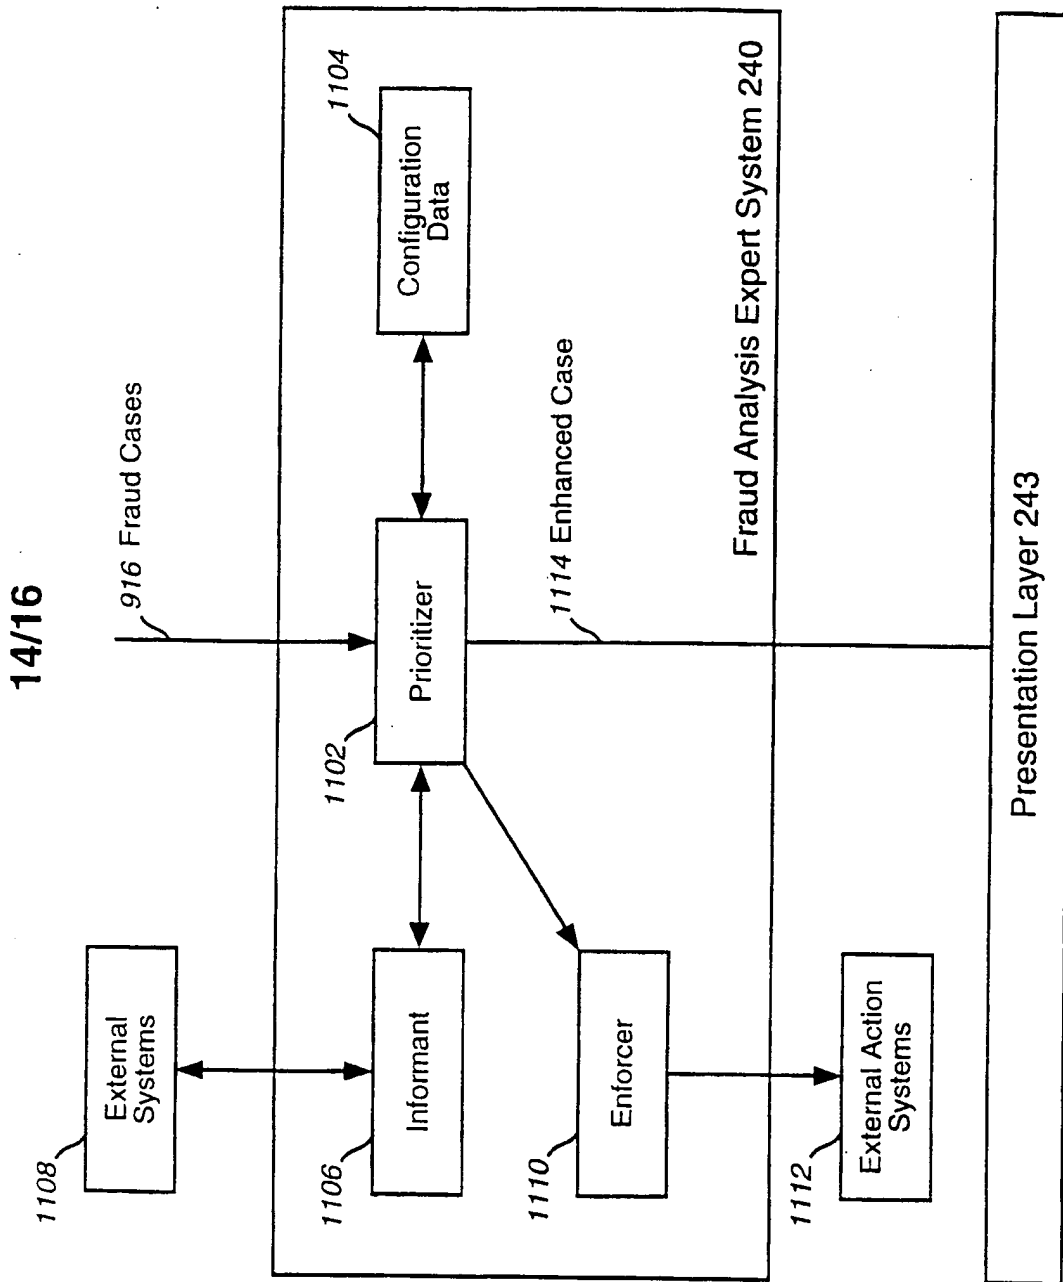 14/16
1108
External
Systems
916 Fraud Cases
1106
Informant
1102
Prioritizer
1104
Configuration
Data
1110
Enforcer
1114 Enhanced Case
Fraud Analysis Expert System 240
1112
External Action
Systems
Presentation Layer 243